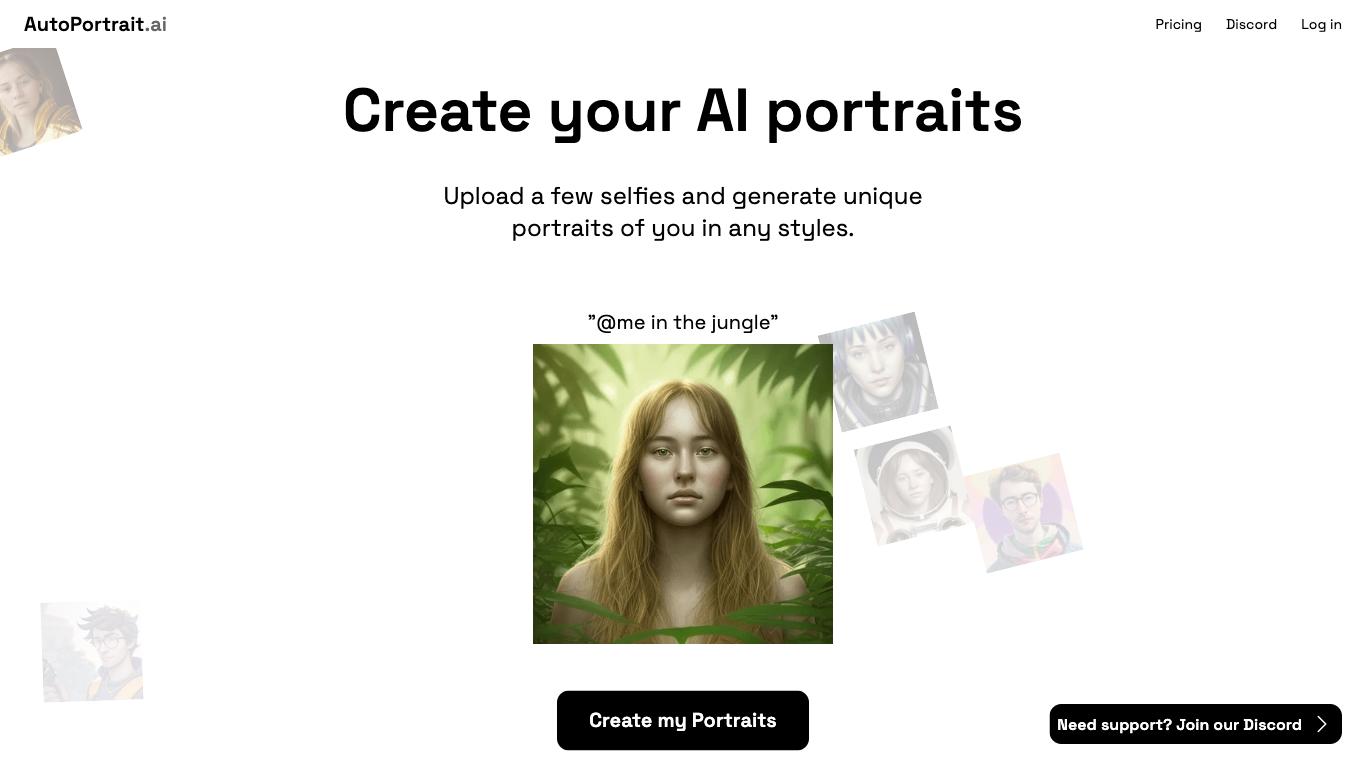 AutoPortrait.ai
Pricing
Discord
Log in
Create your AI portraits
Upload a few selfies and generate unique
portraits of you in any styles.
"@me in the jungle"
Create my Portraits
Need support? Join our Discord